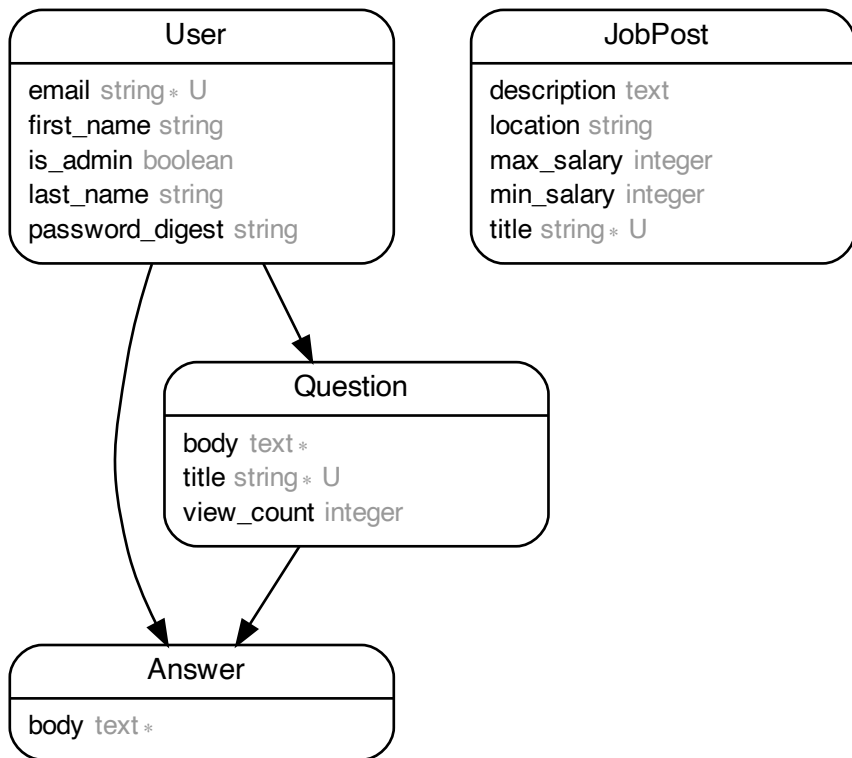 User
email string∗ U
first_name string
is_admin boolean
last_name string
password_digest string
JobPost
description text
location string
max_salary integer
min_salary integer
title string∗ U
Question
body text∗
title string∗ U
view_count integer
Answer
body text∗